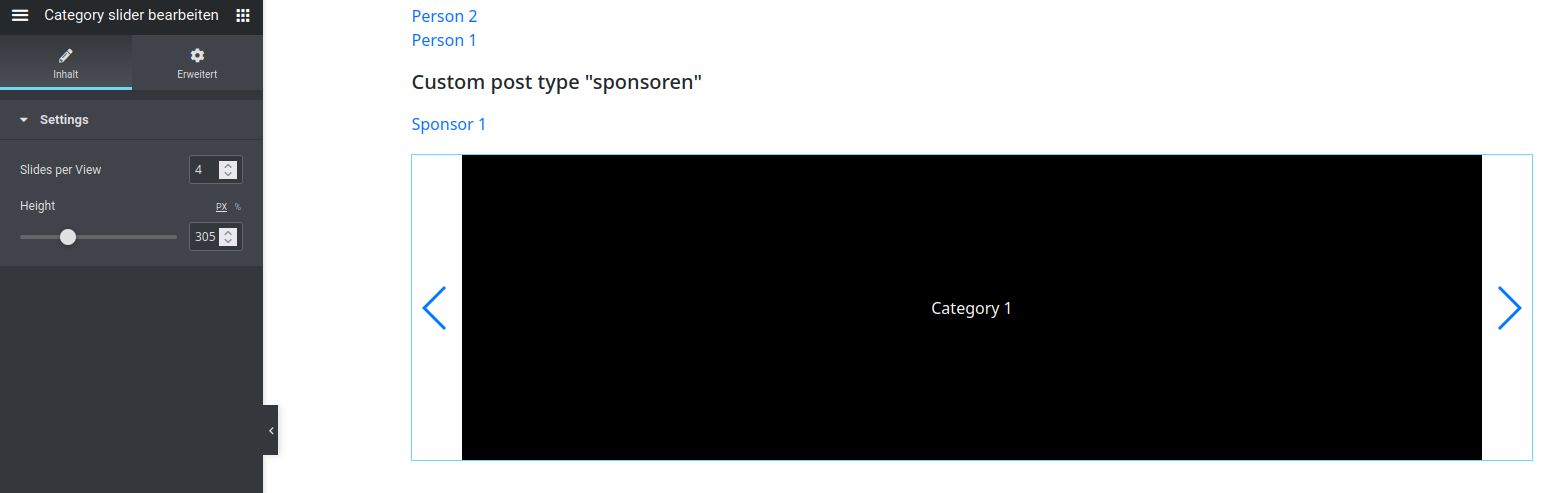 Category slider bearbeiten
Inhalt
Erweitert
Settings
Slides per View
4
Height
PX %
305
Person 2
Person 1
Custom post type "sponsoren"
Sponsor 1
Category 1